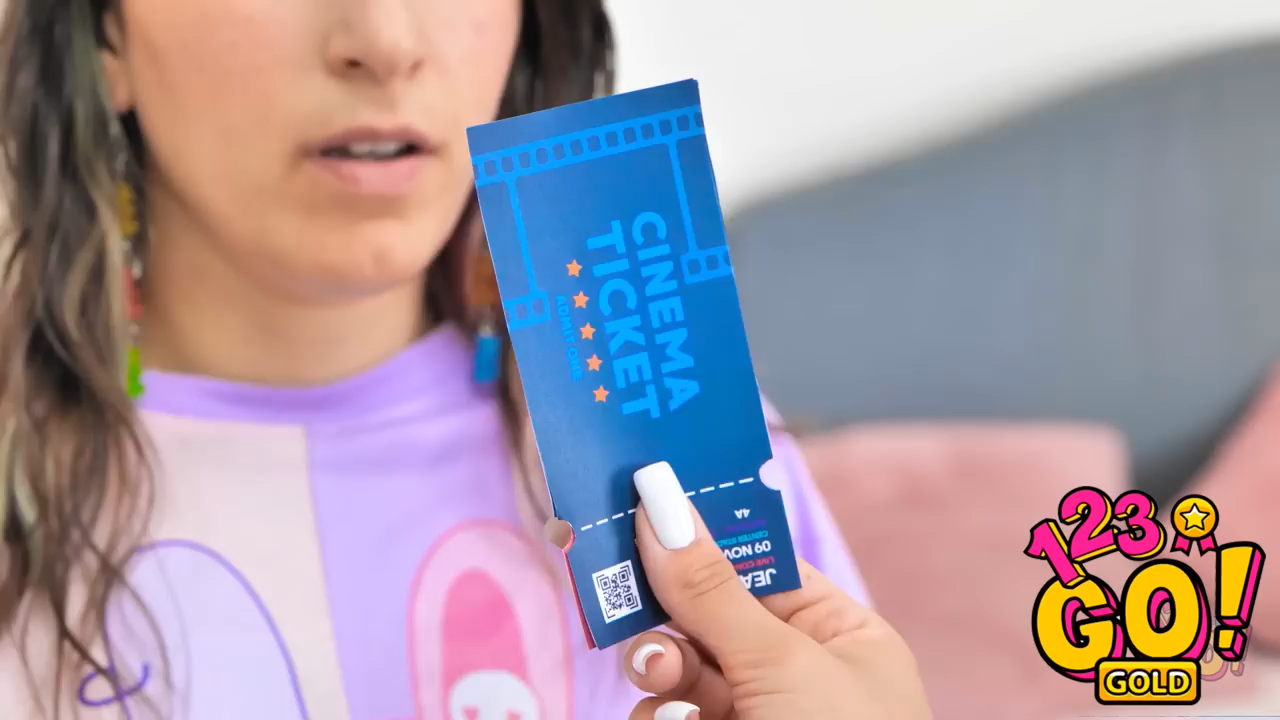 CINEMA
TICKET
ADMIT ONE
4A
09 NOV
123
GO!
GOLD